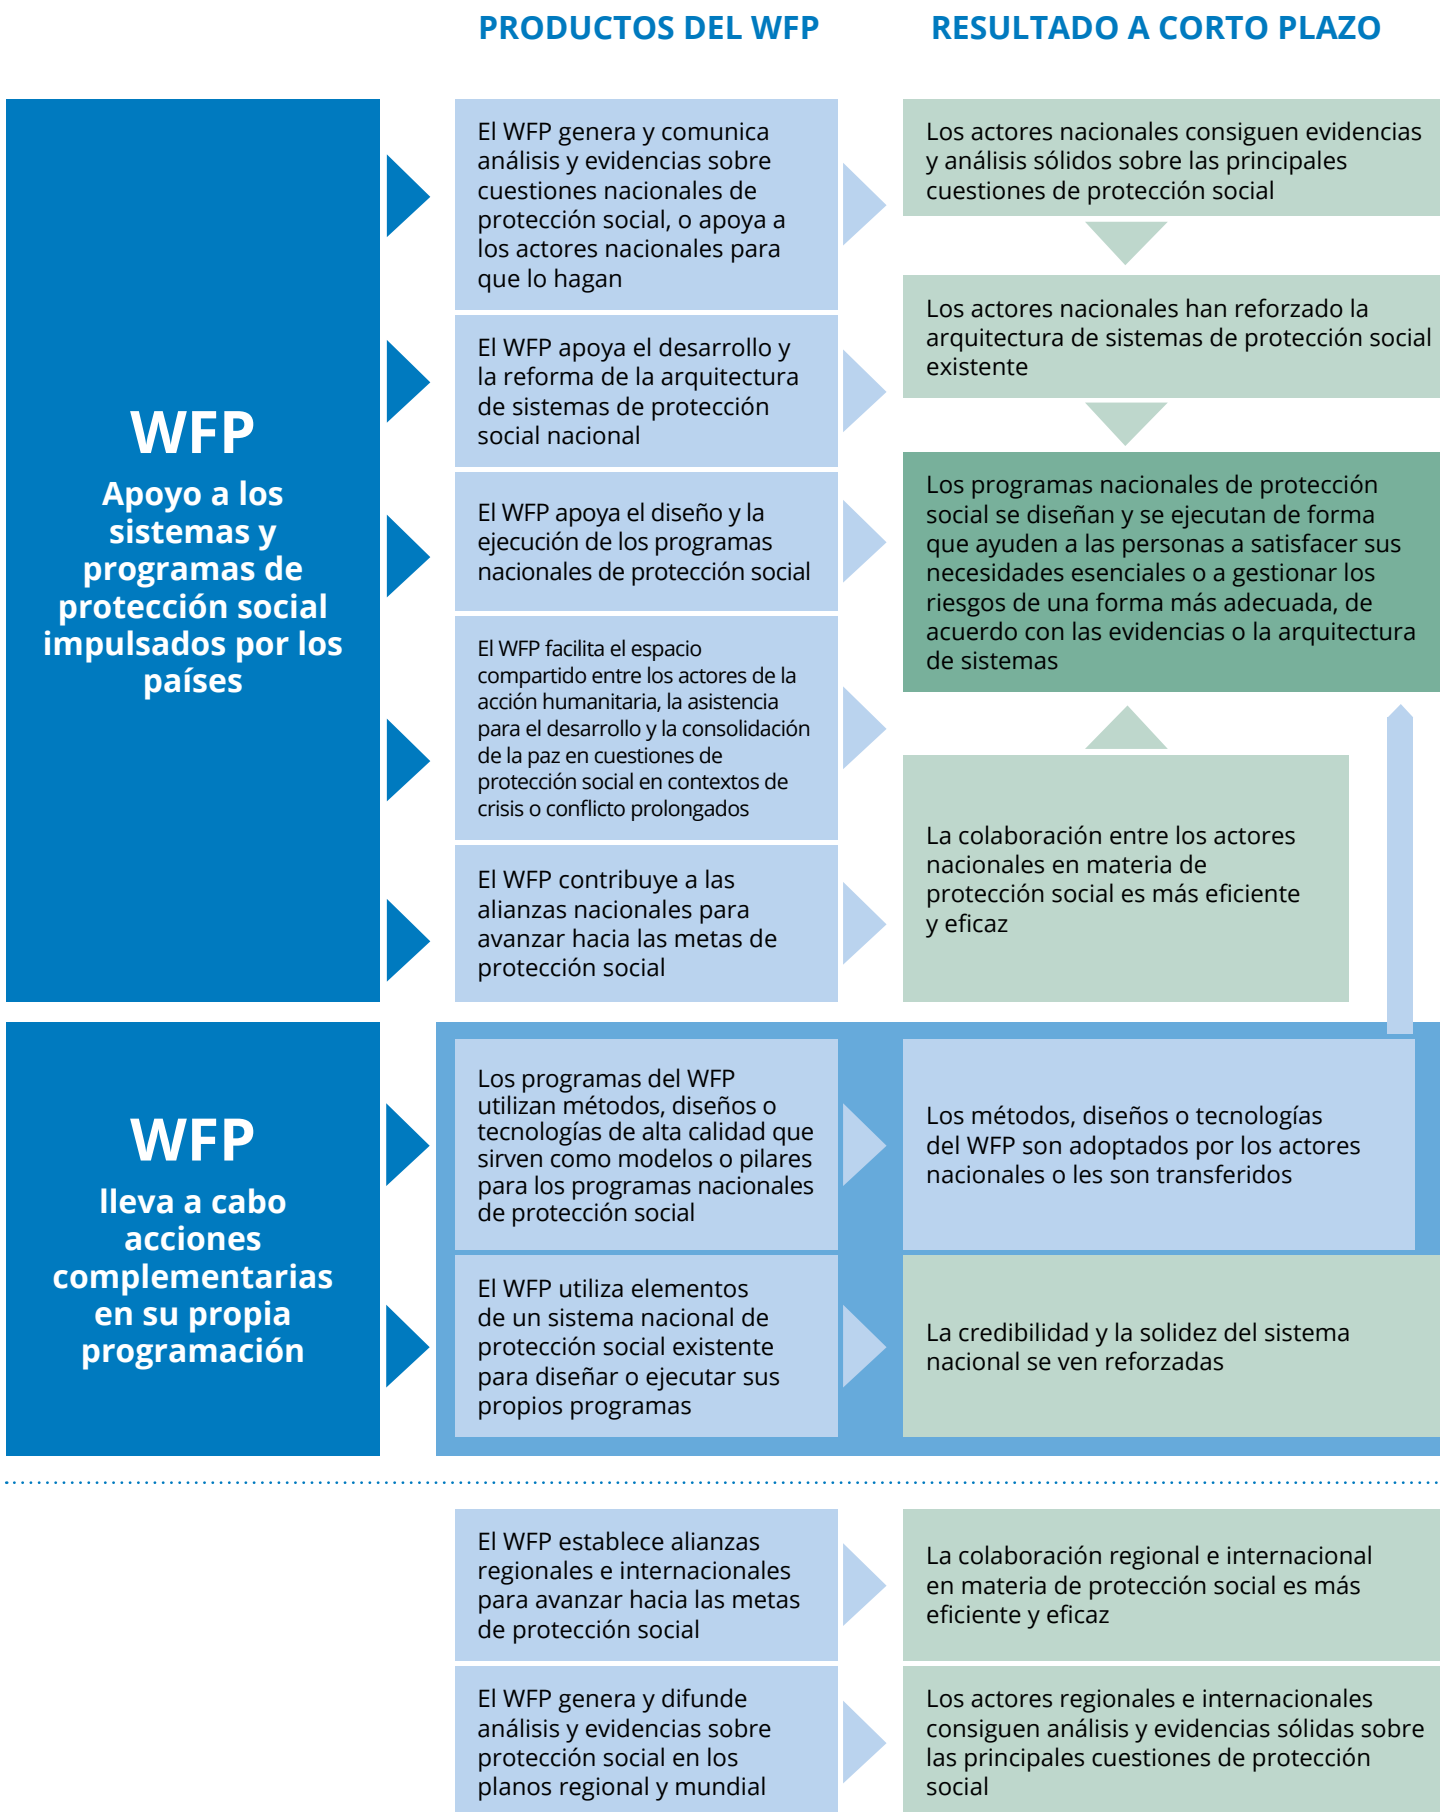 PRODUCTOS DEL WFP
RESULTADO A CORTO PLAZO
WFP
Apoyo a los
sistemas y
programas de
protección social
impulsados por los
países
El WFP genera y comunica
análisis y evidencias sobre
cuestiones nacionales de
protección social, o apoya a
los actores nacionales para
que lo hagan
El WFP apoya el desarrollo y
la reforma de la arquitectura
de sistemas de protección
social nacional
El WFP apoya el diseño y la
ejecución de los programas
nacionales de protección social
El WFP facilita el espacio
compartido entre los actores de la
acción humanitaria, la asistencia
para el desarrollo y la consolidación
de la paz en cuestiones de
protección social en contextos de
crisis o conflicto prolongados
El WFP contribuye a las
alianzas nacionales para
avanzar hacia las metas de
protección social
Los actores nacionales consiguen evidencias
y análisis sólidos sobre las principales
cuestiones de protección social
Los actores nacionales han reforzado la
arquitectura de sistemas de protección social
existente
Los programas nacionales de protección
social se diseñan y se ejecutan de forma
que ayuden a las personas a satisfacer sus
necesidades esenciales o a gestionar los
riesgos de una forma más adecuada, de
acuerdo con las evidencias o la arquitectura
de sistemas
La colaboración entre los actores
nacionales en materia de
protección social es más eficiente
y eficaz
WFP
lleva a cabo
acciones
complementarias
en su propia
programación
Los programas del WFP
utilizan métodos, diseños o
tecnologías de alta calidad que
sirven como modelos o pilares
para los programas nacionales
de protección social
Los métodos, diseños o tecnologías
del WFP son adoptados por los actores
nacionales o les son transferidos
El WFP utiliza elementos
de un sistema nacional de
protección social existente
para diseñar o ejecutar sus
propios programas
La credibilidad y la solidez del sistema
nacional se ven reforzadas
El WFP establece alianzas
regionales e internacionales
para avanzar hacia las metas
de protección social
La colaboración regional e internacional
en materia de protección social es más
eficiente y eficaz
El WFP genera y difunde
análisis y evidencias sobre
protección social en los
planos regional y mundial
Los actores regionales e internacionales
consiguen análisis y evidencias sólidas sobre
las principales cuestiones de protección
social